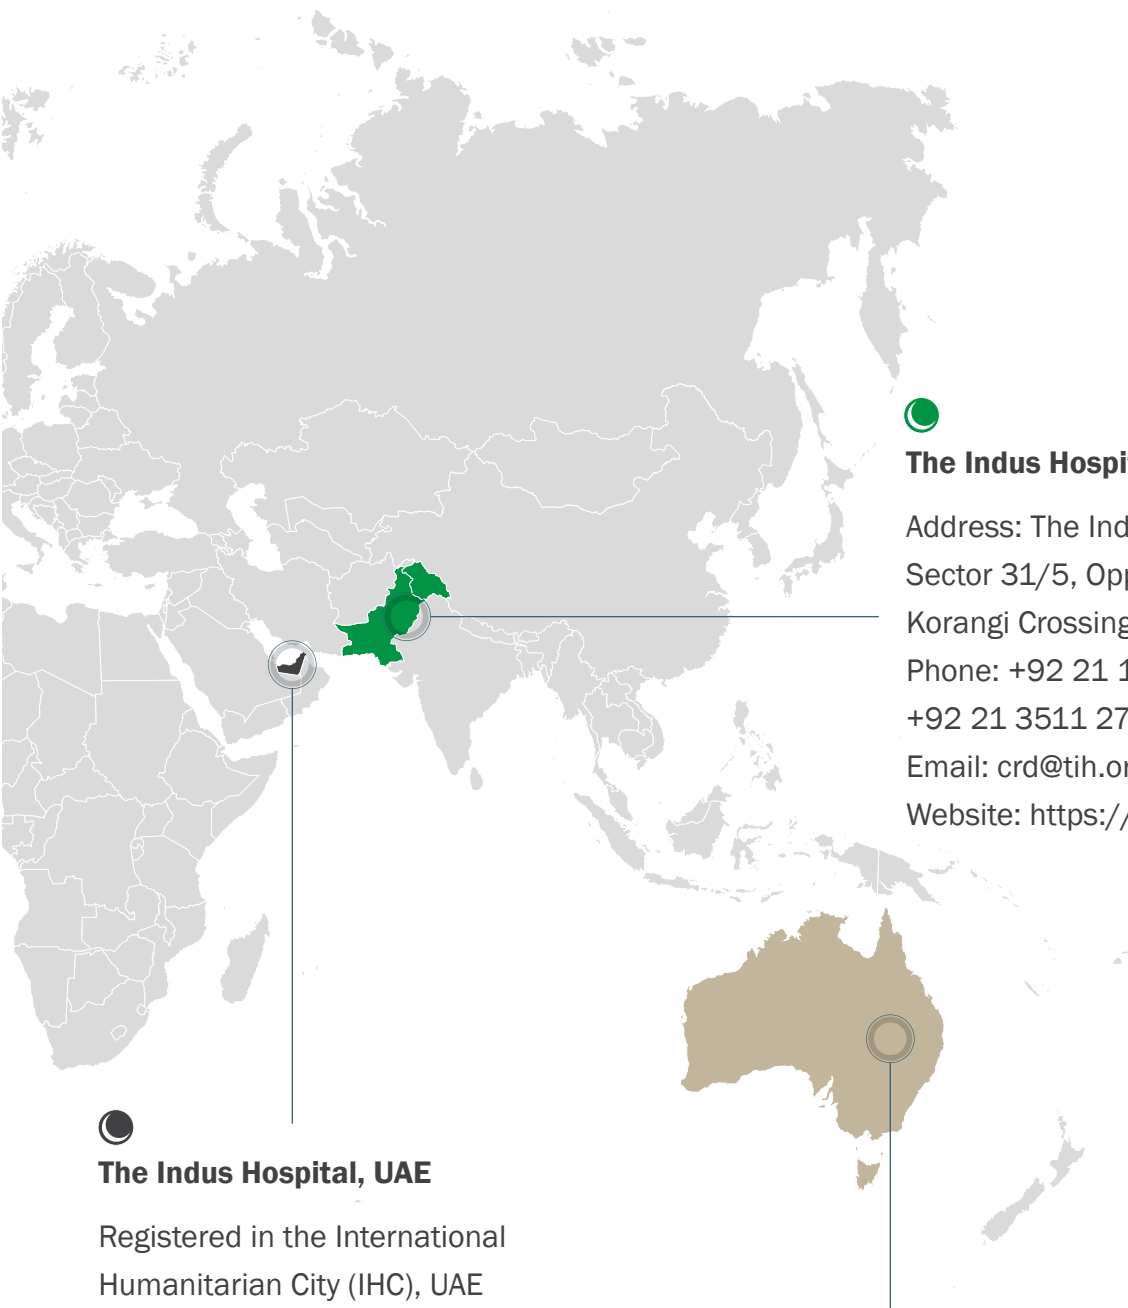 The Indus Hospi
Address: The Ind
Sector 31/5, Opp
Korangi Crossing
Phone: +92 21 1
+92 21 3511 27
Email: crd@tih.or
Website: https://
The Indus Hospital, UAE
Registered in the International
Humanitarian City (IHC), UAE